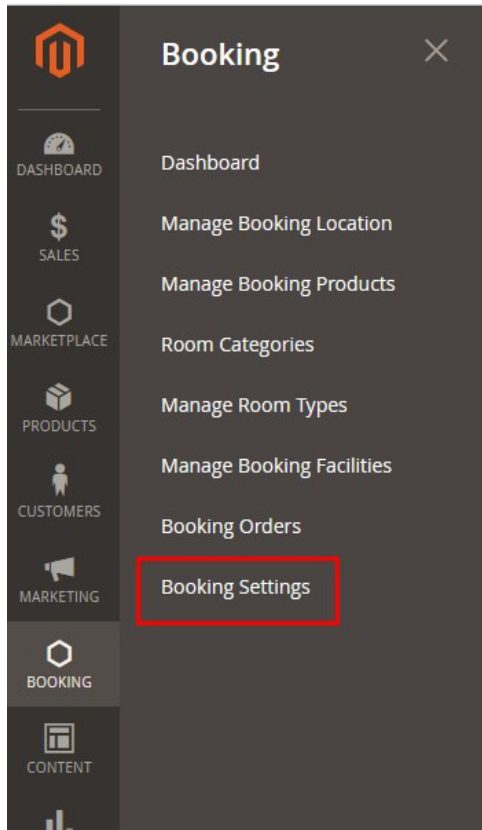 Booking
DASHBOARD
SALES
MARKETPLACE
PRODUCTS
CUSTOMERS
MARKETING
BOOKING
CONTENT
Dashboard
Manage Booking Location
Manage Booking Products
Room Categories
Manage Room Types
Manage Booking Facilities
Booking Orders
Booking Settings